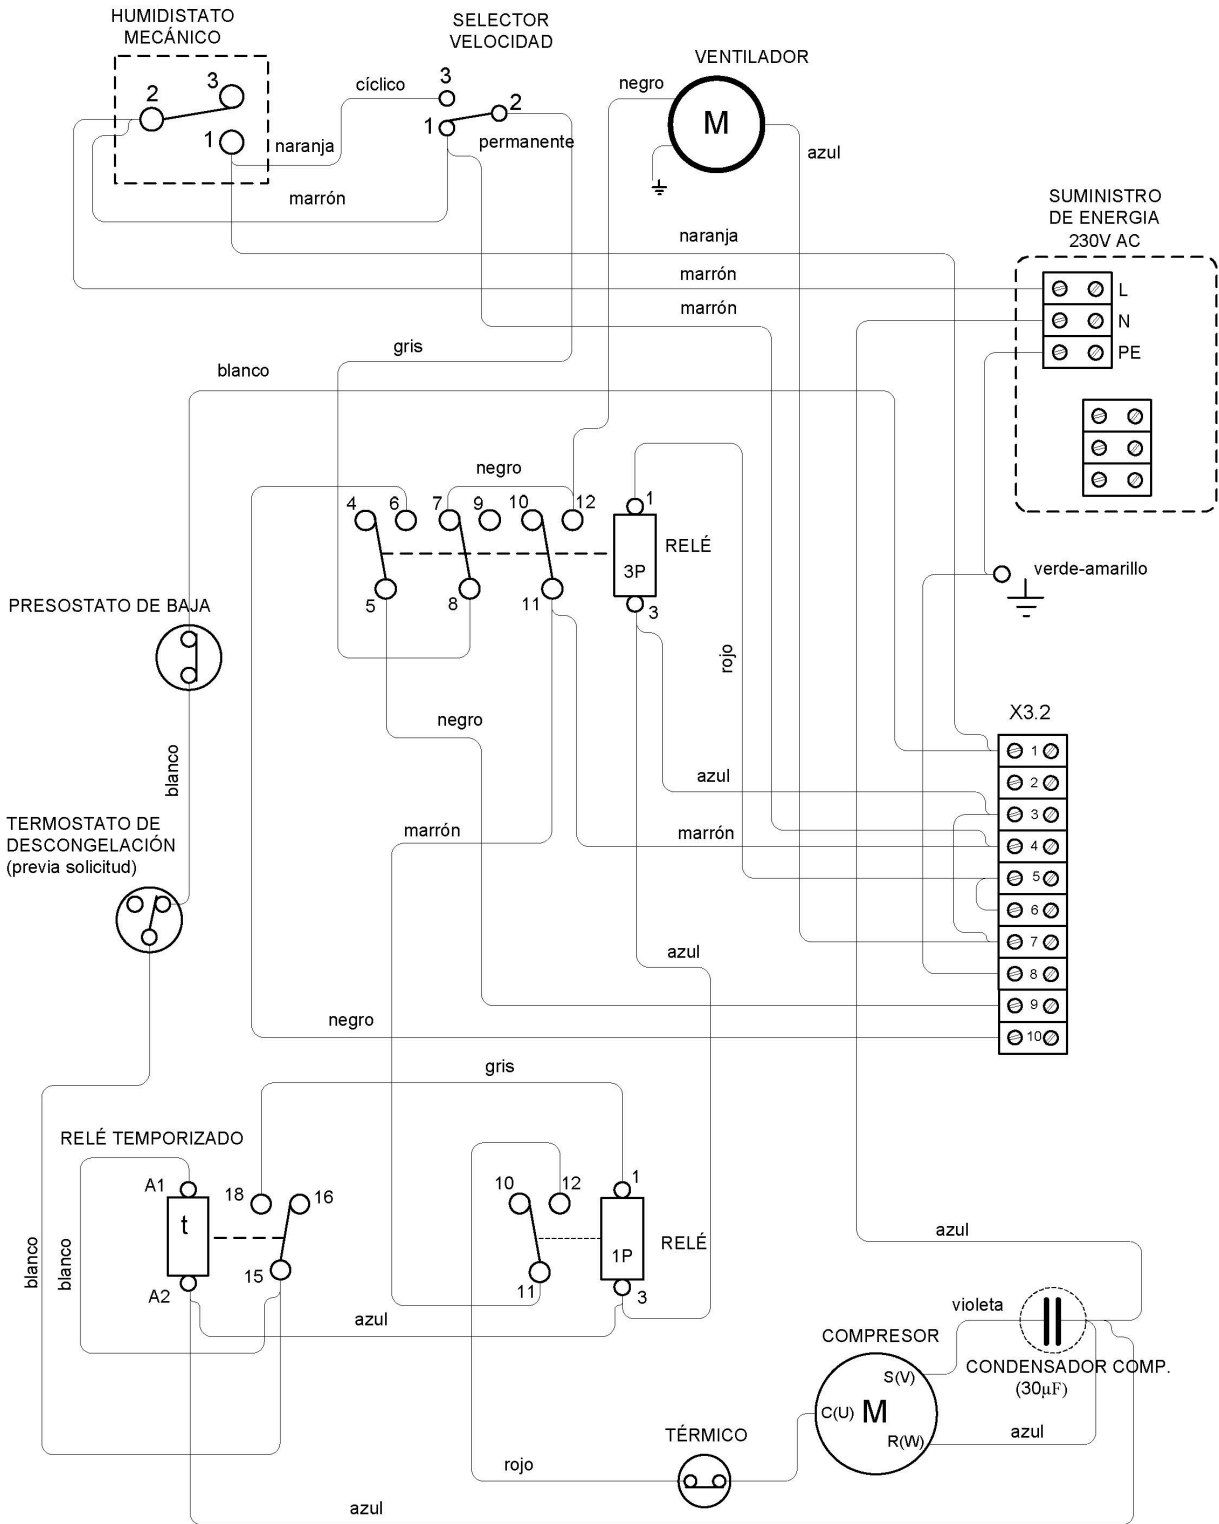 HUMIDISTATO
MECÁNICO
SELECTOR
VELOCIDAD
VENTILADOR
negro
M
azul
3
2
1
cíclico
naranja
3
2
1
permanente
marrón
SUMINISTRO
DE ENERGIA
230V AC
L
N
PE
naranja
marrón
marrón
gris
blanco
negro
4
6
7
9
10
12
1
RELÉ
3P
5
8
11
3
verde-amarillo
PRESOSTATO DE BAJA
rojo
negro
X3.2
1
2
3
4
5
6
7
8
9
10
blanco
azul
marrón
marrón
TERMOSTATO DE
DESCONGELACIÓN
(previa solicitud)
azul
negro
gris
RELÉ TEMPORIZADO
A1
t
A2
18
16
15
10
12
1
RELÉ
1P
11
3
blanco
blanco
azul
azul
violeta
COMPRESOR
CONDENSADOR COMP.
(30µF)
S(V)
C(U)
M
R(W)
azul
TÉRMICO
rojo
azul